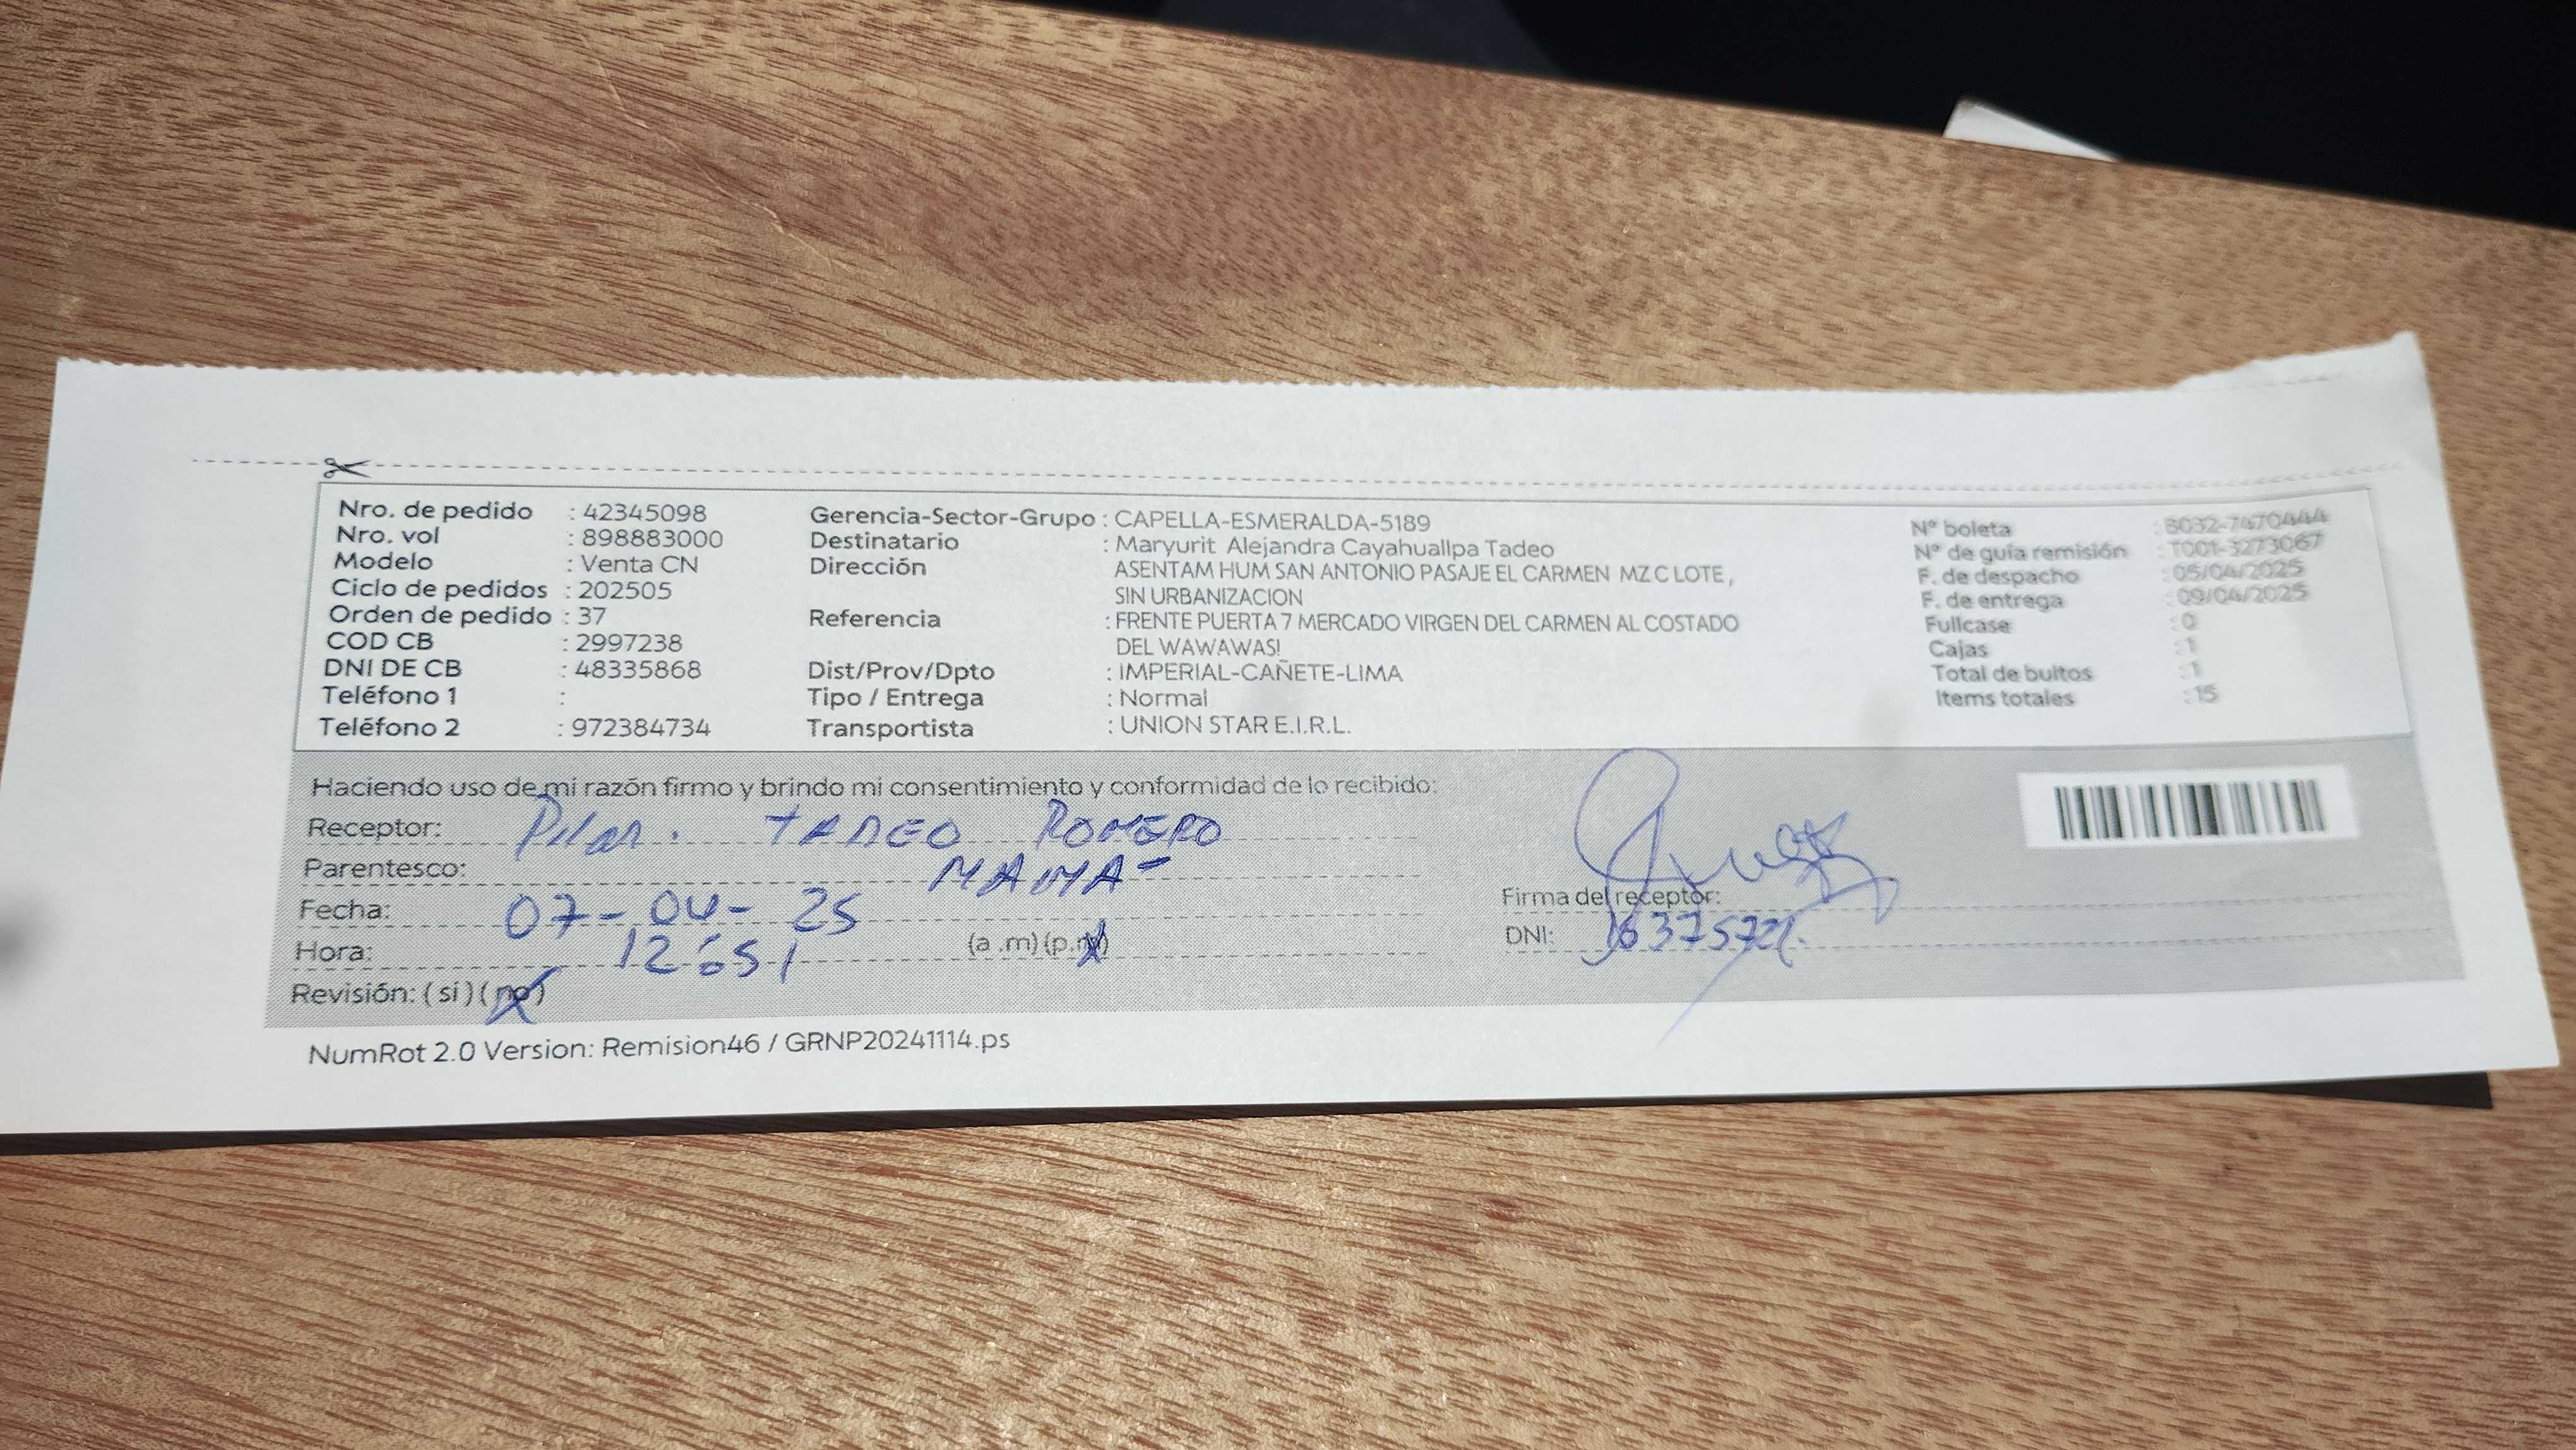 Nro. de pedido : 42345098
Nro. vol : 898883000
Modelo : Venta CN
Ciclo de pedidos : 202505
Orden de pedido : 37
COD CB : 2997238
DNI DE CB : 48335868
Teléfono 1 :
Teléfono 2 : 972384734
Gerencia-Sector-Grupo : CAPELLA-ESMERALDA-5189
Destinatario : Maryurit Alejandra Cayahuallpa Tadeo
Dirección ASENTAM HUM SAN ANTONIO PASAJE EL CARMEN MZ C LOTE ,
SIN URBANIZACION
Referencia : FRENTE PUERTA 7 MERCADO VIRGEN DEL CARMEN AL COSTADO
DEL WAWAWASI
Dist/Prov/Dpto : IMPERIAL-CAÑETE-LIMA
Tipo / Entrega : Normal
Transportista : UNION STAR E.I.R.L.
Nº boleta : B032-7470444
Nº de guía remisión : T001-3273067
F. de despacho : 05/04/2025
F. de entrega : 09/04/2025
Fullcase : 0
Cajas : 1
Total de bultos : 1
Items totales : 15
Haciendo uso de mi razón firmo y brindo mi consentimiento y conformidad de lo recibido:
Receptor: Pilar. TADEO ROMERO
Parentesco: MAMA
Fecha: 07-04-25
Hora: 12:51 (a .m) (p.m)
Revisión: ( si ) ( no )
Firma del receptor:
DNI:
NumRot 2.0 Version: Remision46 / GRNP20241114.ps